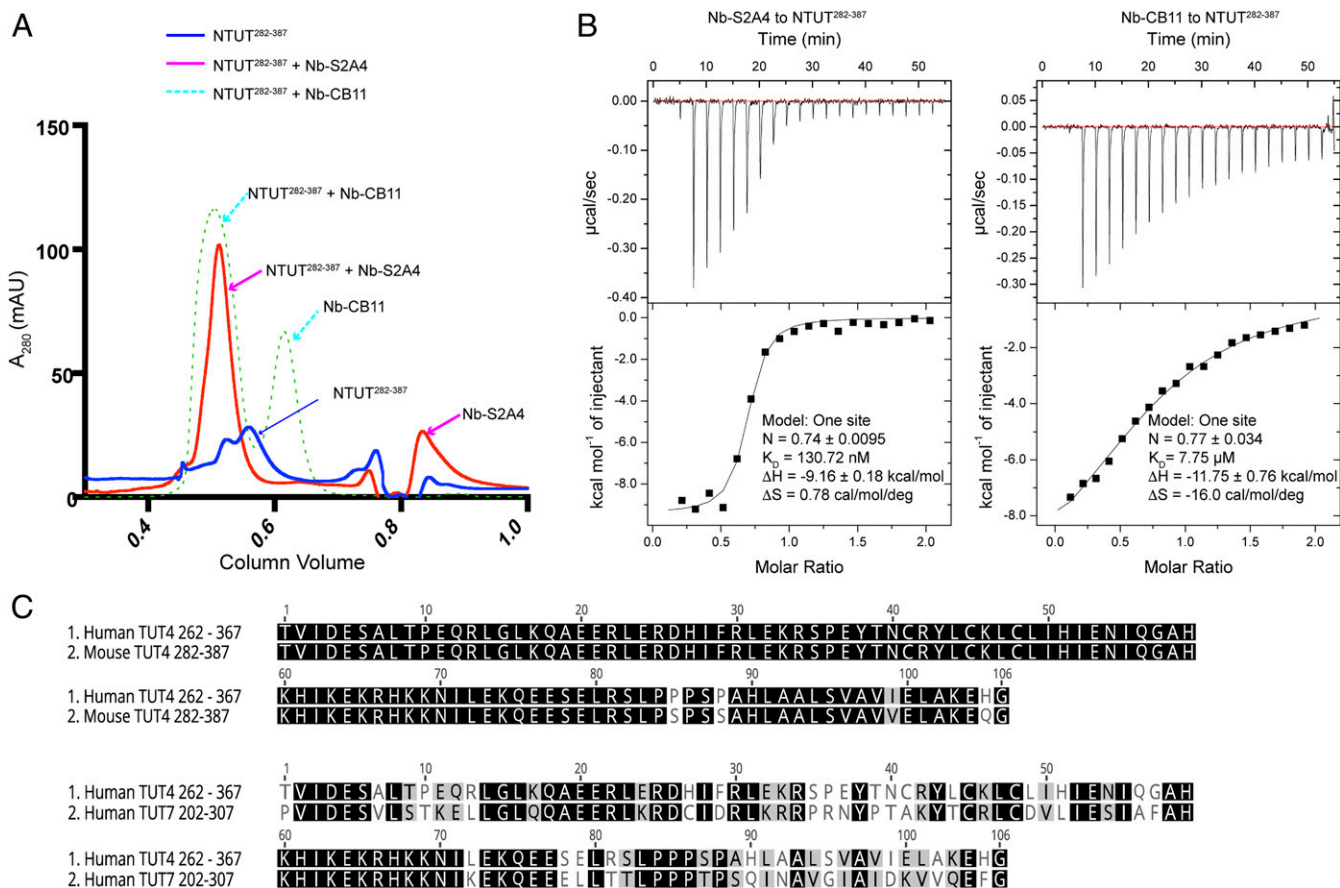 A
NTUT282-387
NTUT282-387 + Nb-S2A4
NTUT282-387 + Nb-CB11
150
100
50
0
A280 (mAU)
NTUT282-387 + Nb-CB11
NTUT282-387 + Nb-S2A4
Nb-CB11
NTUT282-387
Nb-S2A4
0.4 0.6 0.8 1.0
Column Volume
B
Nb-S2A4 to NTUT282-387
Time (min)
0 10 20 30 40 50
0.00
-0.10
-0.20
-0.30
-0.40
µcal/sec
0.0
-2.0
-4.0
-6.0
-8.0
kcal mol-1 of injectant
Model: One site
N = 0.74 ± 0.0095
KD = 130.72 nM
ΔH = -9.16 ± 0.18 kcal/mol
ΔS = 0.78 cal/mol/deg
0.0 0.5 1.0 1.5 2.0
Molar Ratio
Nb-CB11 to NTUT282-387
Time (min)
0 10 20 30 40 50
0.05
0.00
-0.05
-0.10
-0.15
-0.20
-0.25
-0.30
µcal/sec
-2.0
-4.0
-6.0
-8.0
kcal mol-1 of injectant
Model: One site
N = 0.77 ± 0.034
KD= 7.75 µM
ΔH = -11.75 ± 0.76 kcal/mol
ΔS = -16.0 cal/mol/deg
0.0 0.5 1.0 1.5 2.0
Molar Ratio
C
1 10 20 30 40 50
1. Human TUT4 262 - 367 TVIDESALTPEQRLGLKQAEERLERDHIFRLEKRSPEYTNCRYLCKLCLIHIENIQGAH
2. Mouse TUT4 282-387 TVIDESALTPEQRLGLKQAEERLERDHIFRLEKRSPEYTNCRYLCKLCLIHIENIQGAH
60 70 80 90 100 106
1. Human TUT4 262 - 367 KHIKEKRHKKNILEKQEESELRSLPPPSPAHLAALSVAVIELAKEHG
2. Mouse TUT4 282-387 KHIKEKRHKKNILEKQEESELRSLPSPSSAHLAALSVAVVELAKEQG
1 10 20 30 40 50
1. Human TUT4 262 - 367 TVIDESALTPEQRLGLKQAEERLERDHIFRLEKRSPEYTNCRYLCKLCLIHIENIQGAH
2. Human TUT7 202-307 PVIDESVLSTKELLGLQQAEERLKRDCIDRLKRRPRNYPTAKYTCRLCDVLIESIAFAH
60 70 80 90 100 106
1. Human TUT4 262 - 367 KHIKEKRHKKNILEKQEESELRSLPPPSPAHLAALSVAVIELAKEHG
2. Human TUT7 202-307 KHIKEKRHKKNIKEKQEEELLTTLPPPTPSQINAVGIAIDKVVQEFG